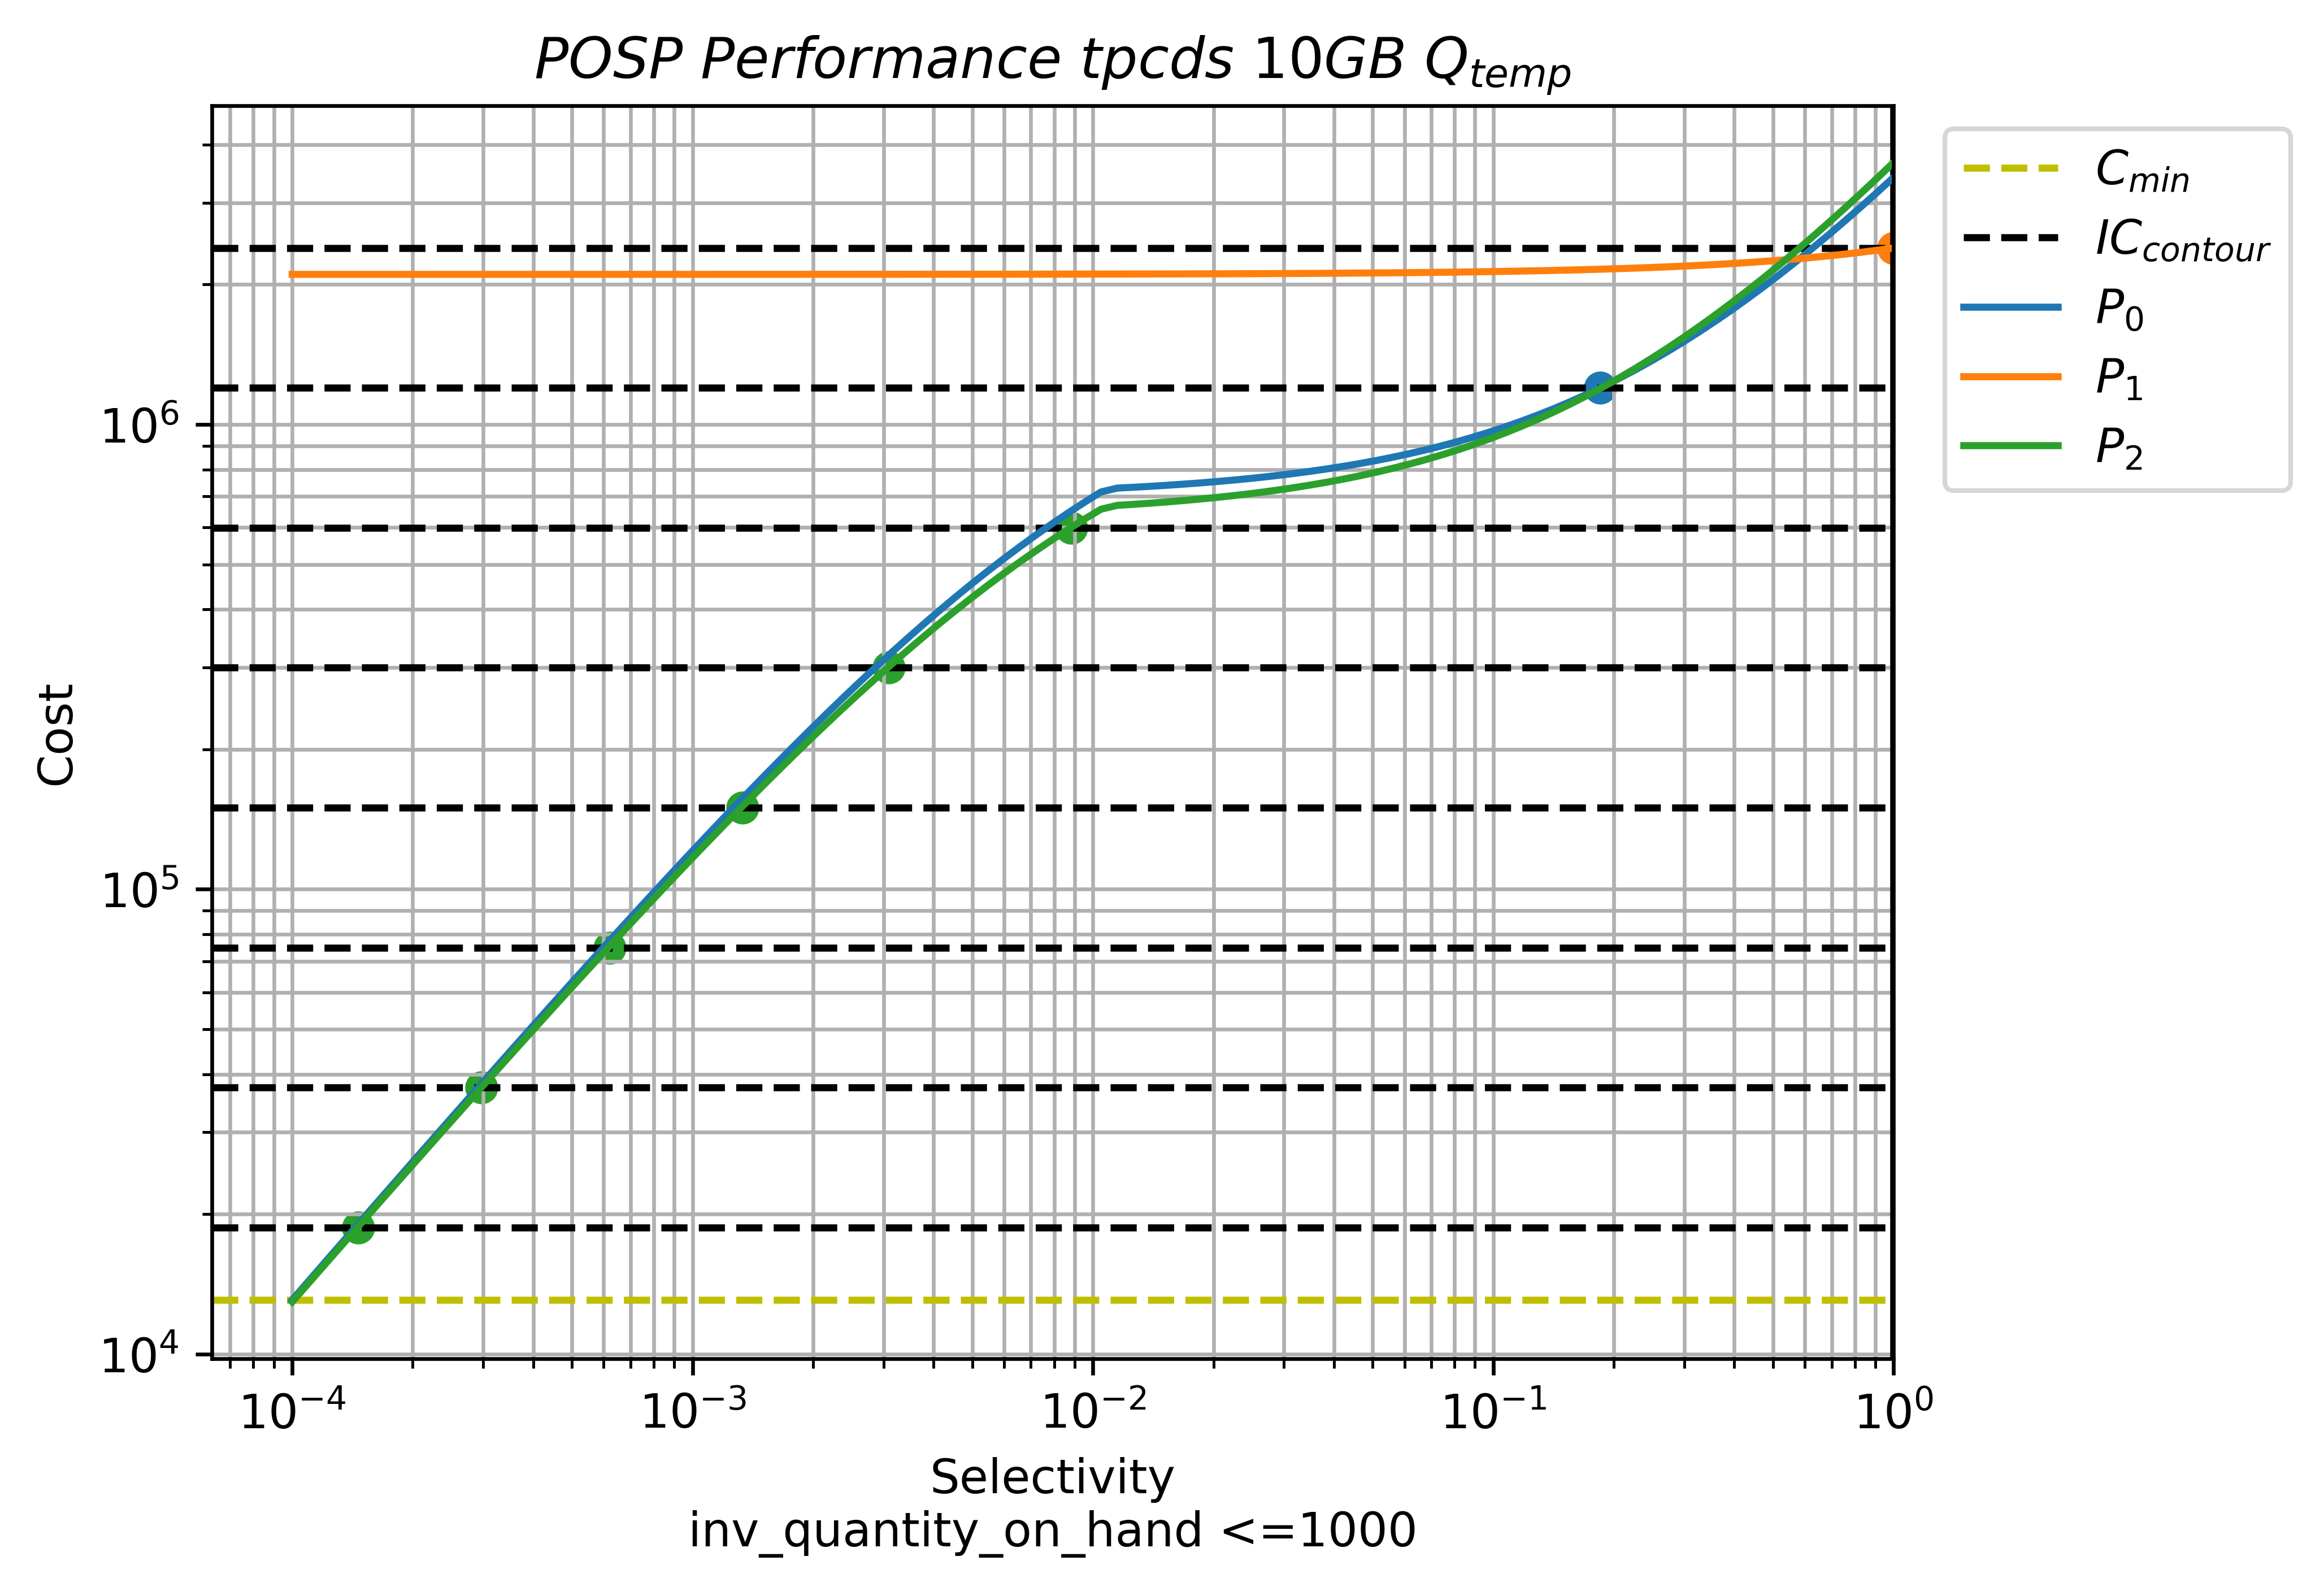 POSP Performance tpcds 10GB Q_temp
C_min
IC_contour
P_0
P_1
P_2
10^6
10^5
10^4
Cost
10^−4 10^−3 10^−2 10^−1 10^0
Selectivity
inv_quantity_on_hand <=1000